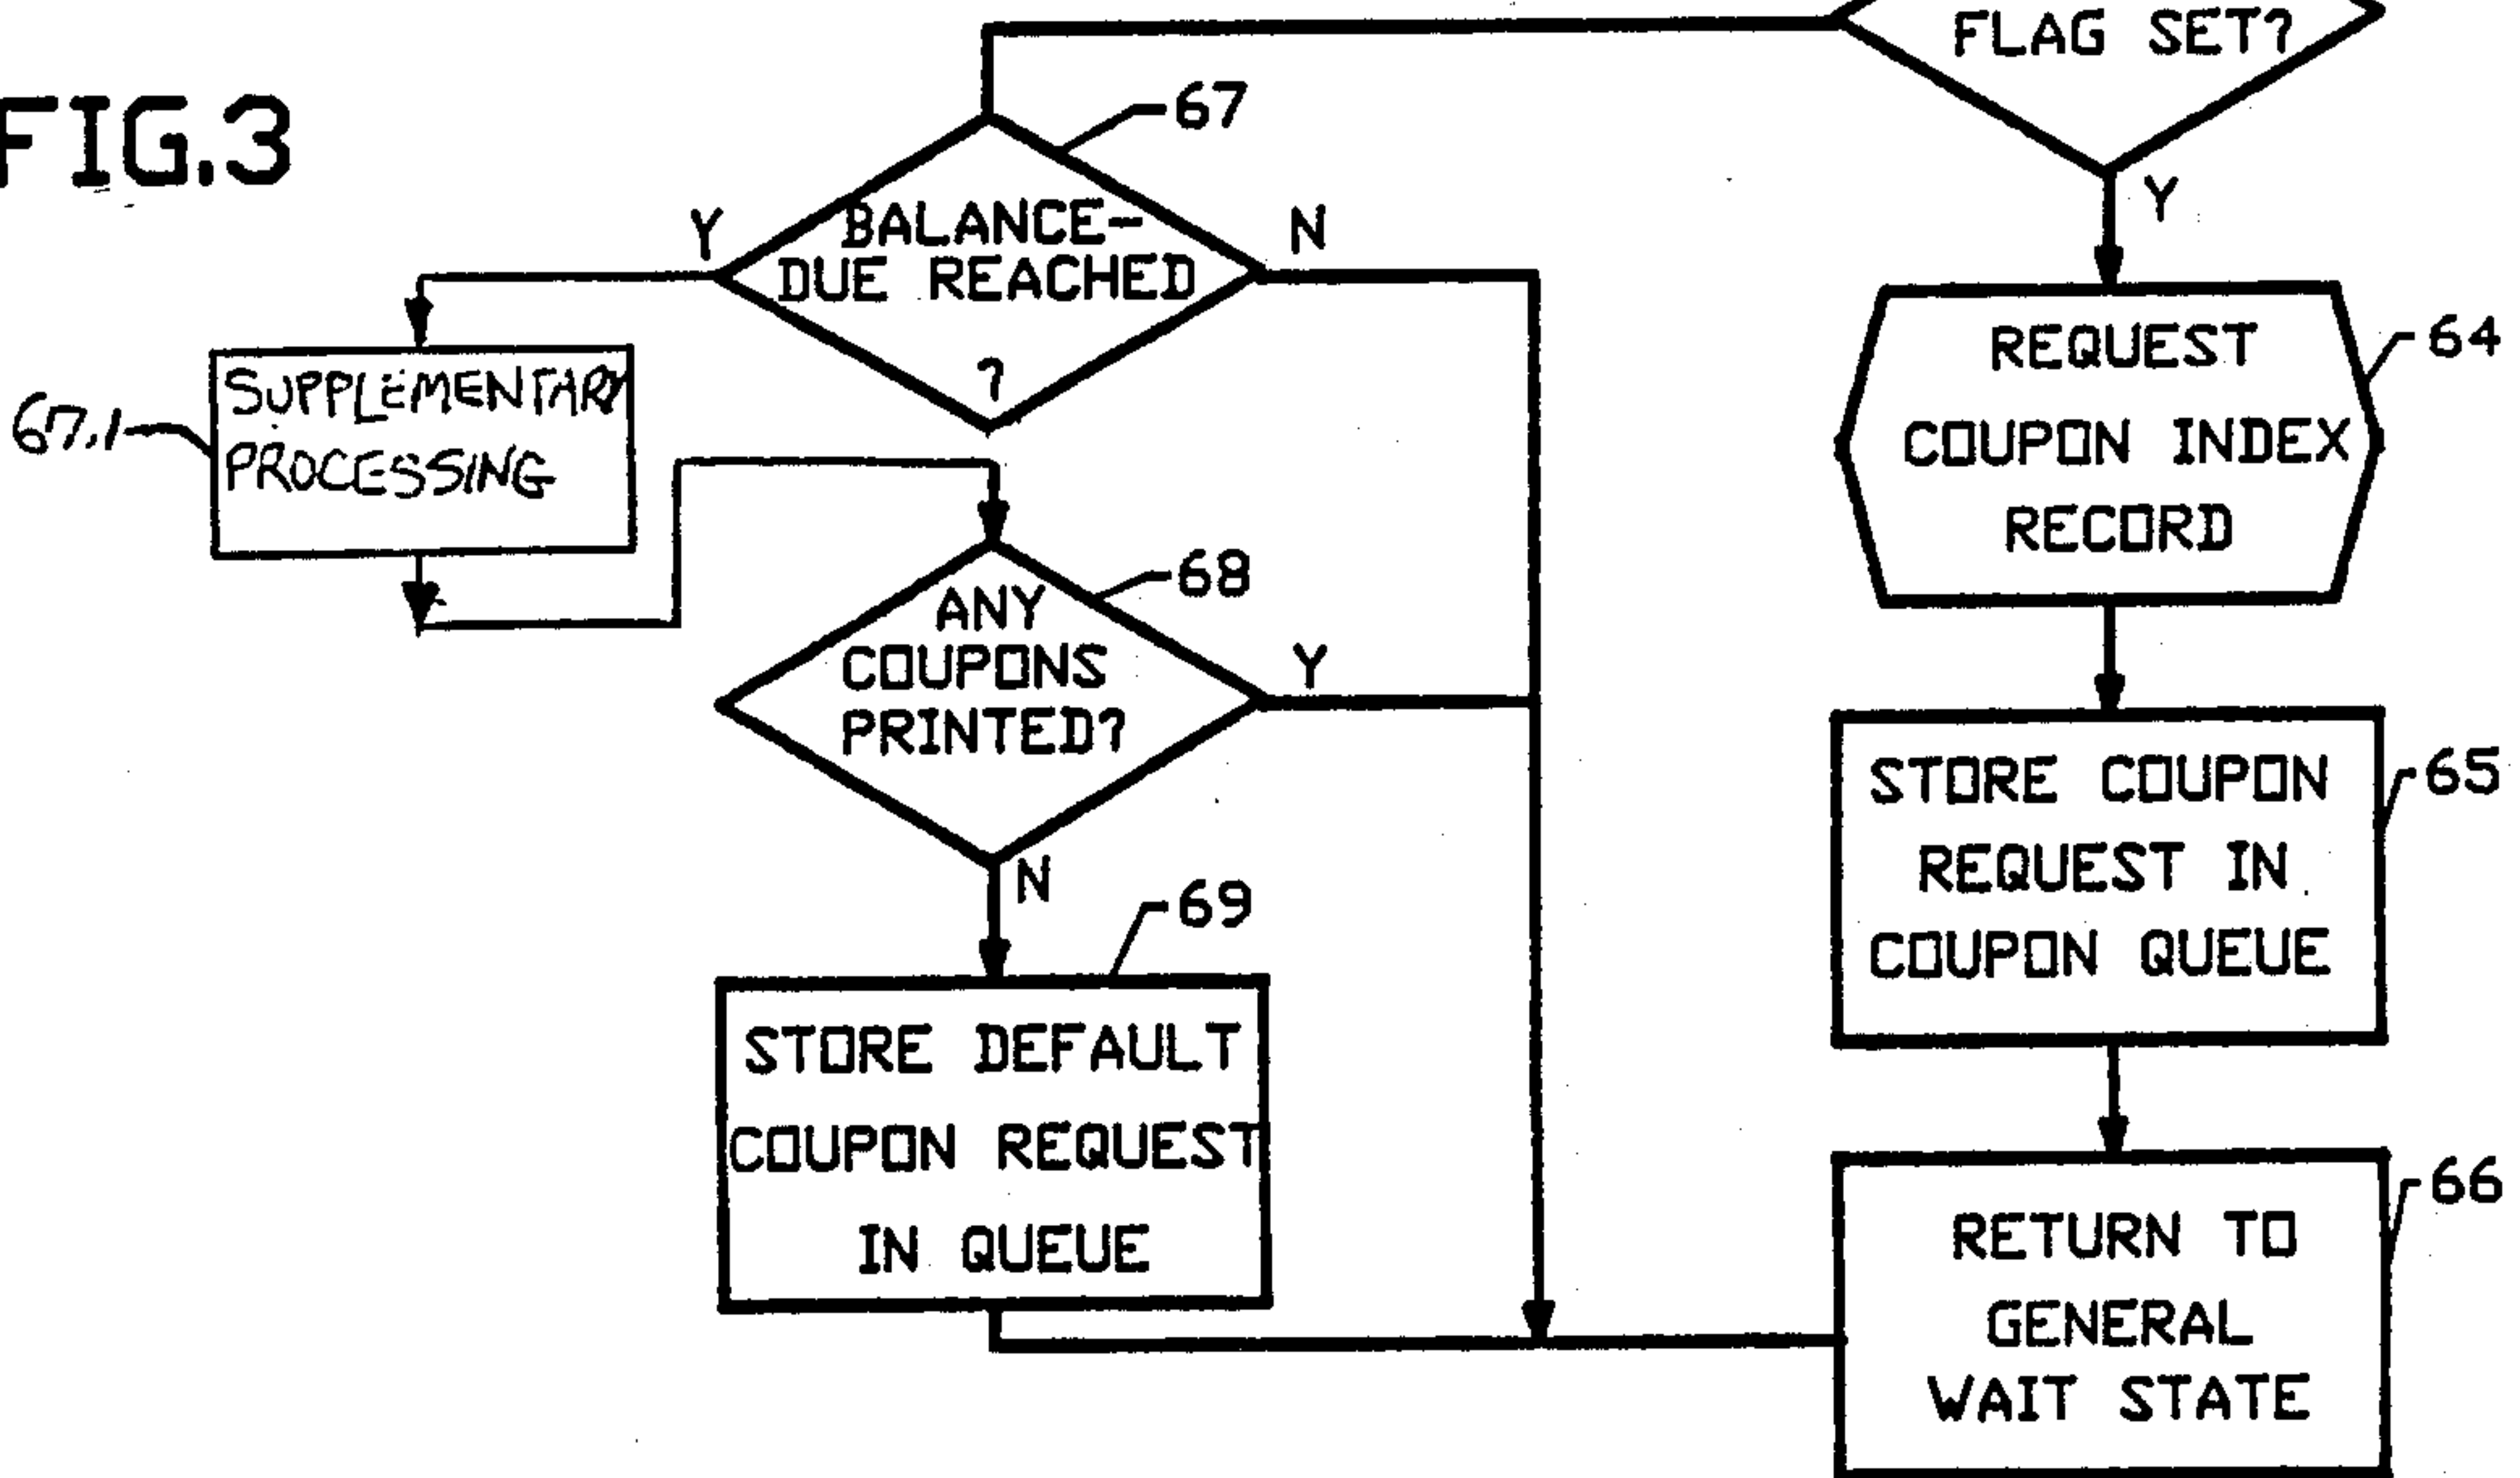 FLAG SET?
FIG.3
67
Y
BALANCE-
DUE REACHED
?
N
Y
REQUEST
COUPON INDEX
RECORD
64
67.1
SUPPLEMENTARY
PROCESSING
68
ANY
COUPONS
PRINTED?
Y
N
STORE COUPON
REQUEST IN
COUPON QUEUE
65
69
STORE DEFAULT
COUPON REQUEST
IN QUEUE
66
RETURN TO
GENERAL
WAIT STATE